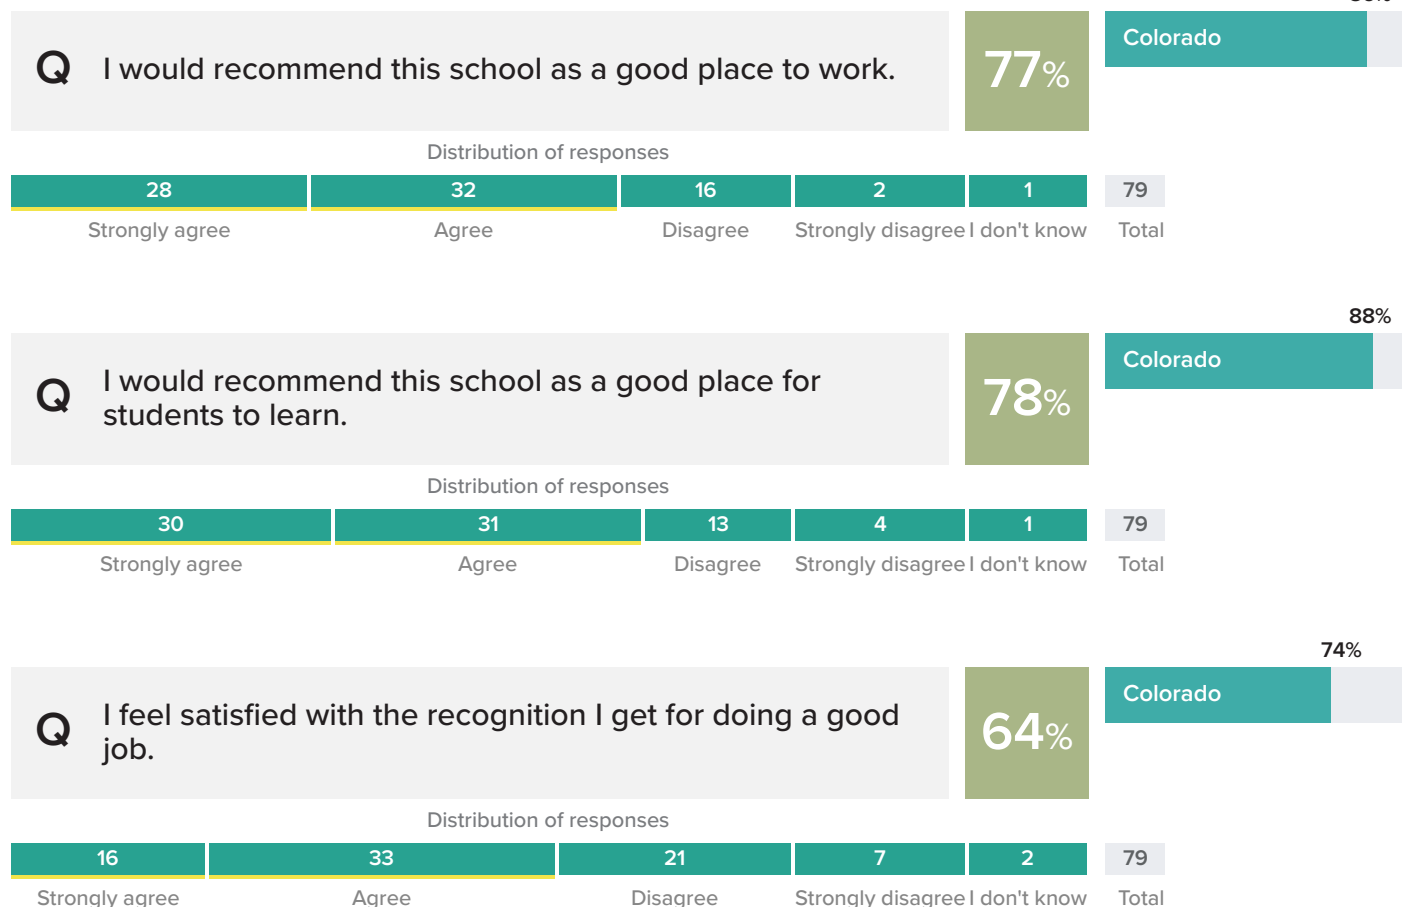 Q I would recommend this school as a good place to work. 77% Colorado
Distribution of responses
28 32 16 2 1 79
Strongly agree Agree Disagree Strongly disagree I don't know Total
88%
Q I would recommend this school as a good place for
students to learn. 78% Colorado
Distribution of responses
30 31 13 4 1 79
Strongly agree Agree Disagree Strongly disagree I don't know Total
74%
Q I feel satisfied with the recognition I get for doing a good
job. 64% Colorado
Distribution of responses
16 33 21 7 2 79
Strongly agree Agree Disagree Strongly disagree I don't know Total